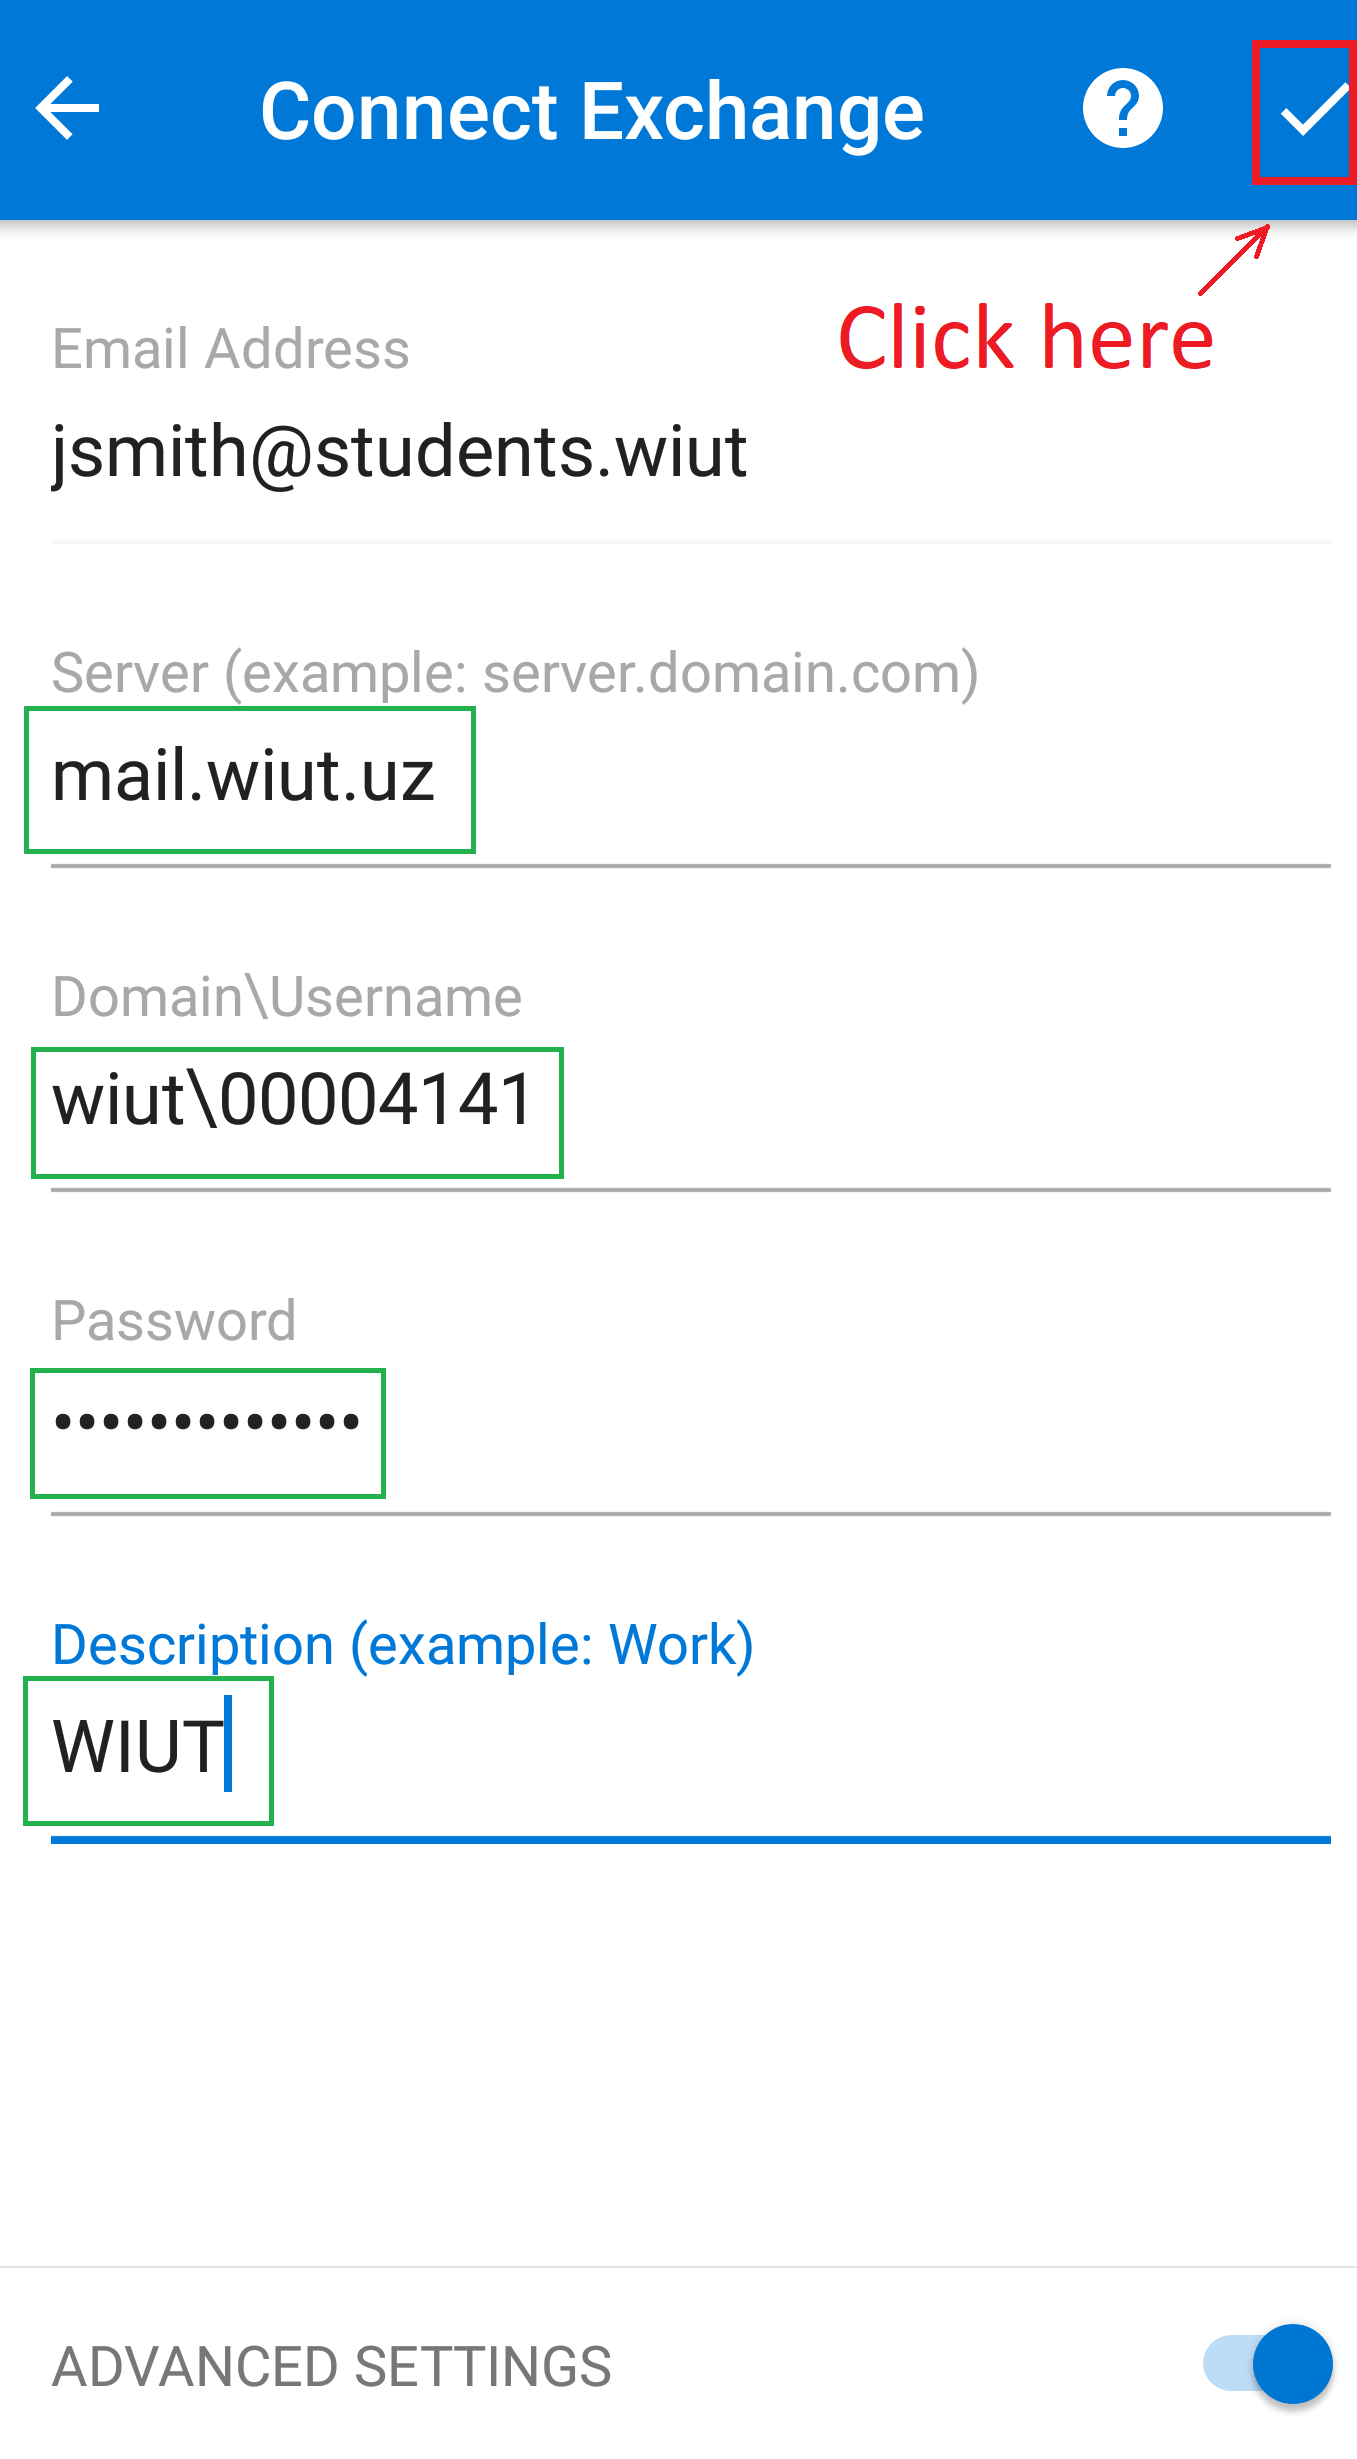 Connect Exchange
Click here
Email Address
jsmith@students.wiut
Server (example: server.domain.com)
mail.wiut.uz
Domain\Username
wiut\00004141
Password
•••••••••••••
Description (example: Work)
WIUT
ADVANCED SETTINGS